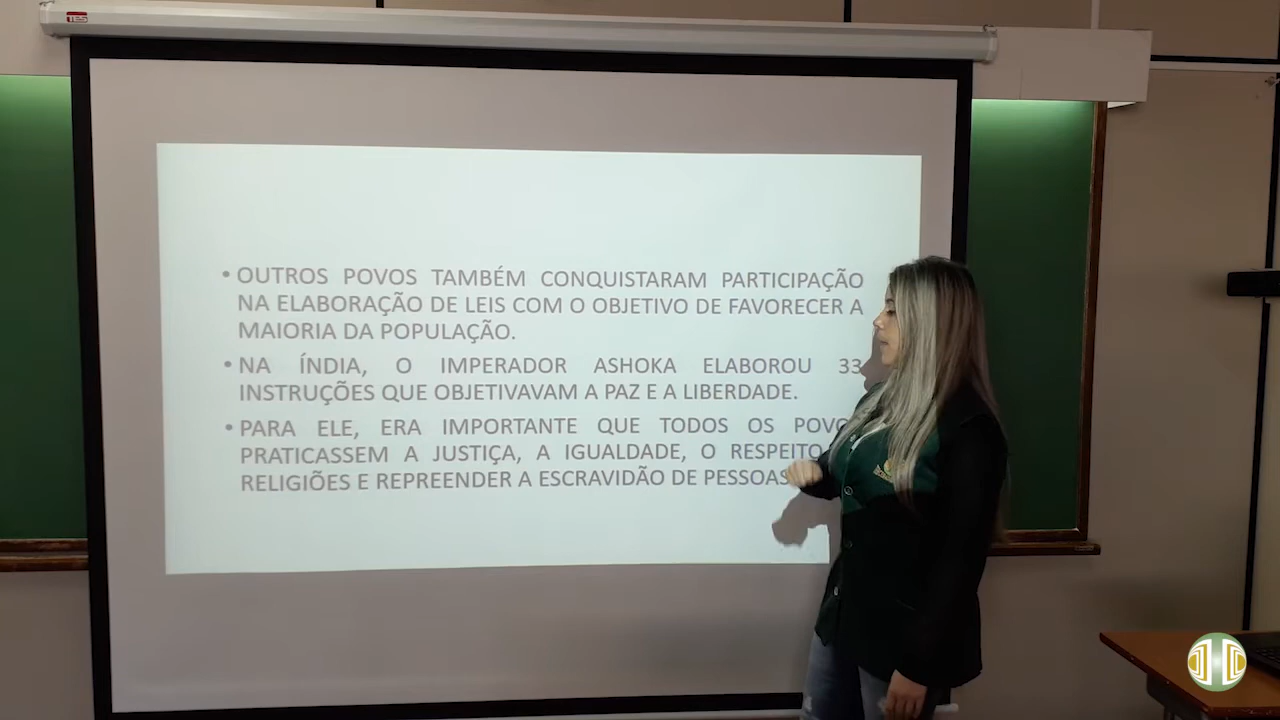 • OUTROS POVOS TAMBÉM CONQUISTARAM PARTICIPAÇÃO
NA ELABORAÇÃO DE LEIS COM O OBJETIVO DE FAVORECER A
MAIORIA DA POPULAÇÃO.
• NA ÍNDIA, O IMPERADOR ASHOKA ELABOROU 33
INSTRUÇÕES QUE OBJETIVAVAM A PAZ E A LIBERDADE.
• PARA ELE, ERA IMPORTANTE QUE TODOS OS POVO
PRATICASSEM A JUSTIÇA, A IGUALDADE, O RESPEITO
RELIGIÕES E REPREENDER A ESCRAVIDÃO DE PESSOAS